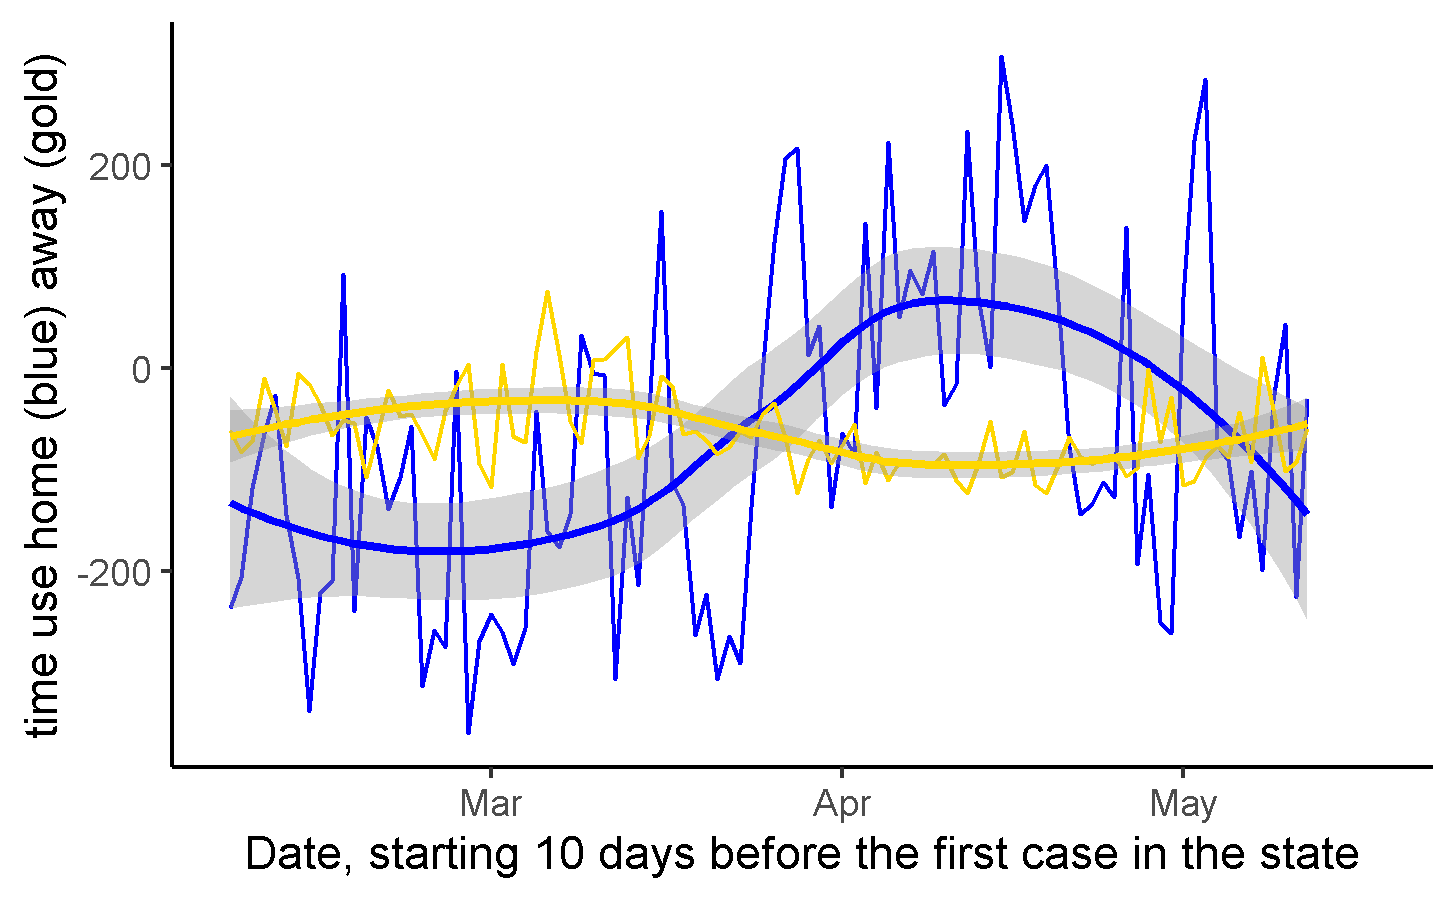 time use home (blue) away (gold)
200
0
-200
Mar
Apr
May
Date, starting 10 days before the first case in the state